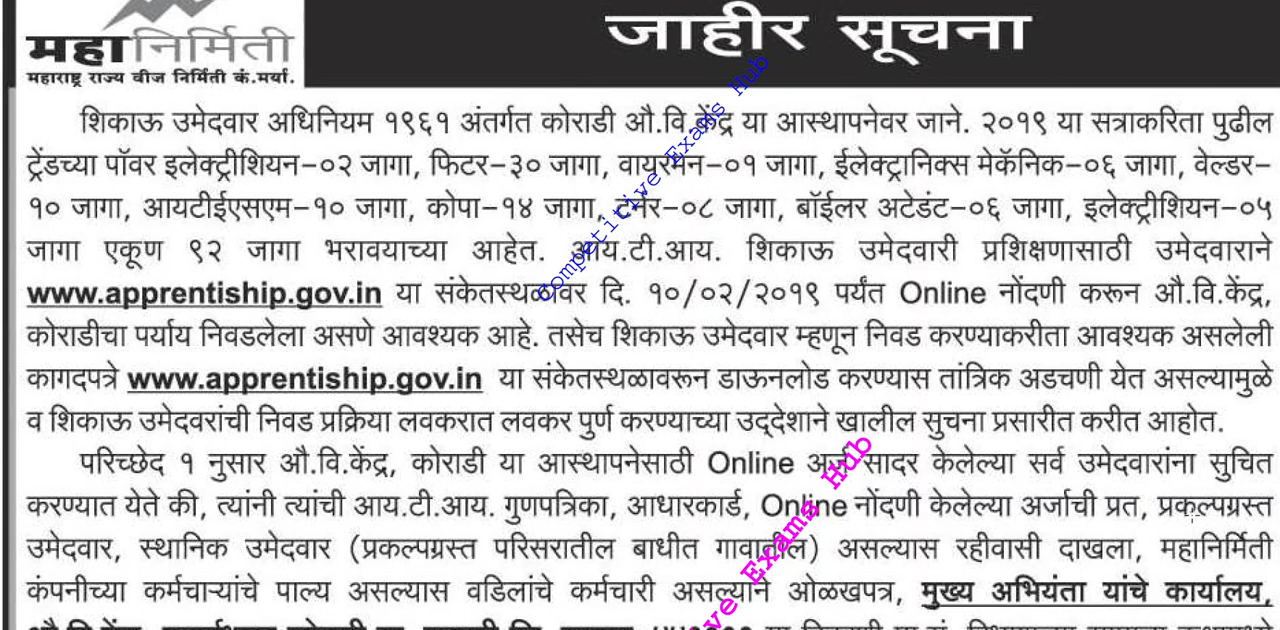 महानिर्मिती
महाराष्ट्र राज्य वीज निर्मिती कं.मर्या.
जाहीर सूचना
शिकाऊ उमेदवार अधिनियम १९६१ अंतर्गत कोराडी औ.वि.केंद्र या आस्थापनेवर जाने. २०१९ या सत्राकरिता पुढील
ट्रेंडच्या पॉवर इलेक्ट्रीशियन-०२ जागा, फिटर-३० जागा, वायरमन-०१ जागा, ईलेक्ट्रानिक्स मेकॅनिक-०६ जागा, वेल्डर-
१० जागा, आयटीईएसएम-१० जागा, कोपा-१४ जागा, टर्नर-०८ जागा, बॉईलर अटेडंट-०६ जागा, इलेक्ट्रीशियन-०५
जागा एकूण ९२ जागा भरावयाच्या आहेत. आय.टी.आय. शिकाऊ उमेदवारी प्रशिक्षणासाठी उमेदवाराने
www.apprentiship.gov.in या संकेतस्थळावर दि. १०/०२/२०१९ पर्यंत Online नोंदणी करून औ.वि.केंद्र,
कोराडीचा पर्याय निवडलेला असणे आवश्यक आहे. तसेच शिकाऊ उमेदवार म्हणून निवड करण्याकरीता आवश्यक असलेली
कागदपत्रे www.apprentiship.gov.in या संकेतस्थळावरून डाऊनलोड करण्यास तांत्रिक अडचणी येत असल्यामुळे
व शिकाऊ उमेदवरांची निवड प्रक्रिया लवकरात लवकर पुर्ण करण्याच्या उद्देशाने खालील सुचना प्रसारीत करीत आहोत.
परिच्छेद १ नुसार औ.वि.केंद्र, कोराडी या आस्थापनेसाठी Online अर्ज सादर केलेल्या सर्व उमेदवारांना सुचित
करण्यात येते की, त्यांनी त्यांची आय.टी.आय. गुणपत्रिका, आधारकार्ड, Online नोंदणी केलेल्या अर्जाची प्रत, प्रकल्पग्रस्त
उमेदवार, स्थानिक उमेदवार (प्रकल्पग्रस्त परिसरातील बाधीत गावातील) असल्यास रहीवासी दाखला, महानिर्मिती
कंपनीच्या कर्मचाऱ्यांचे पाल्य असल्यास वडिलांचे कर्मचारी असल्याने ओळखपत्र, मुख्य अभियंता यांचे कार्यालय,
Competitive Exams Hub
ve Exams Hub